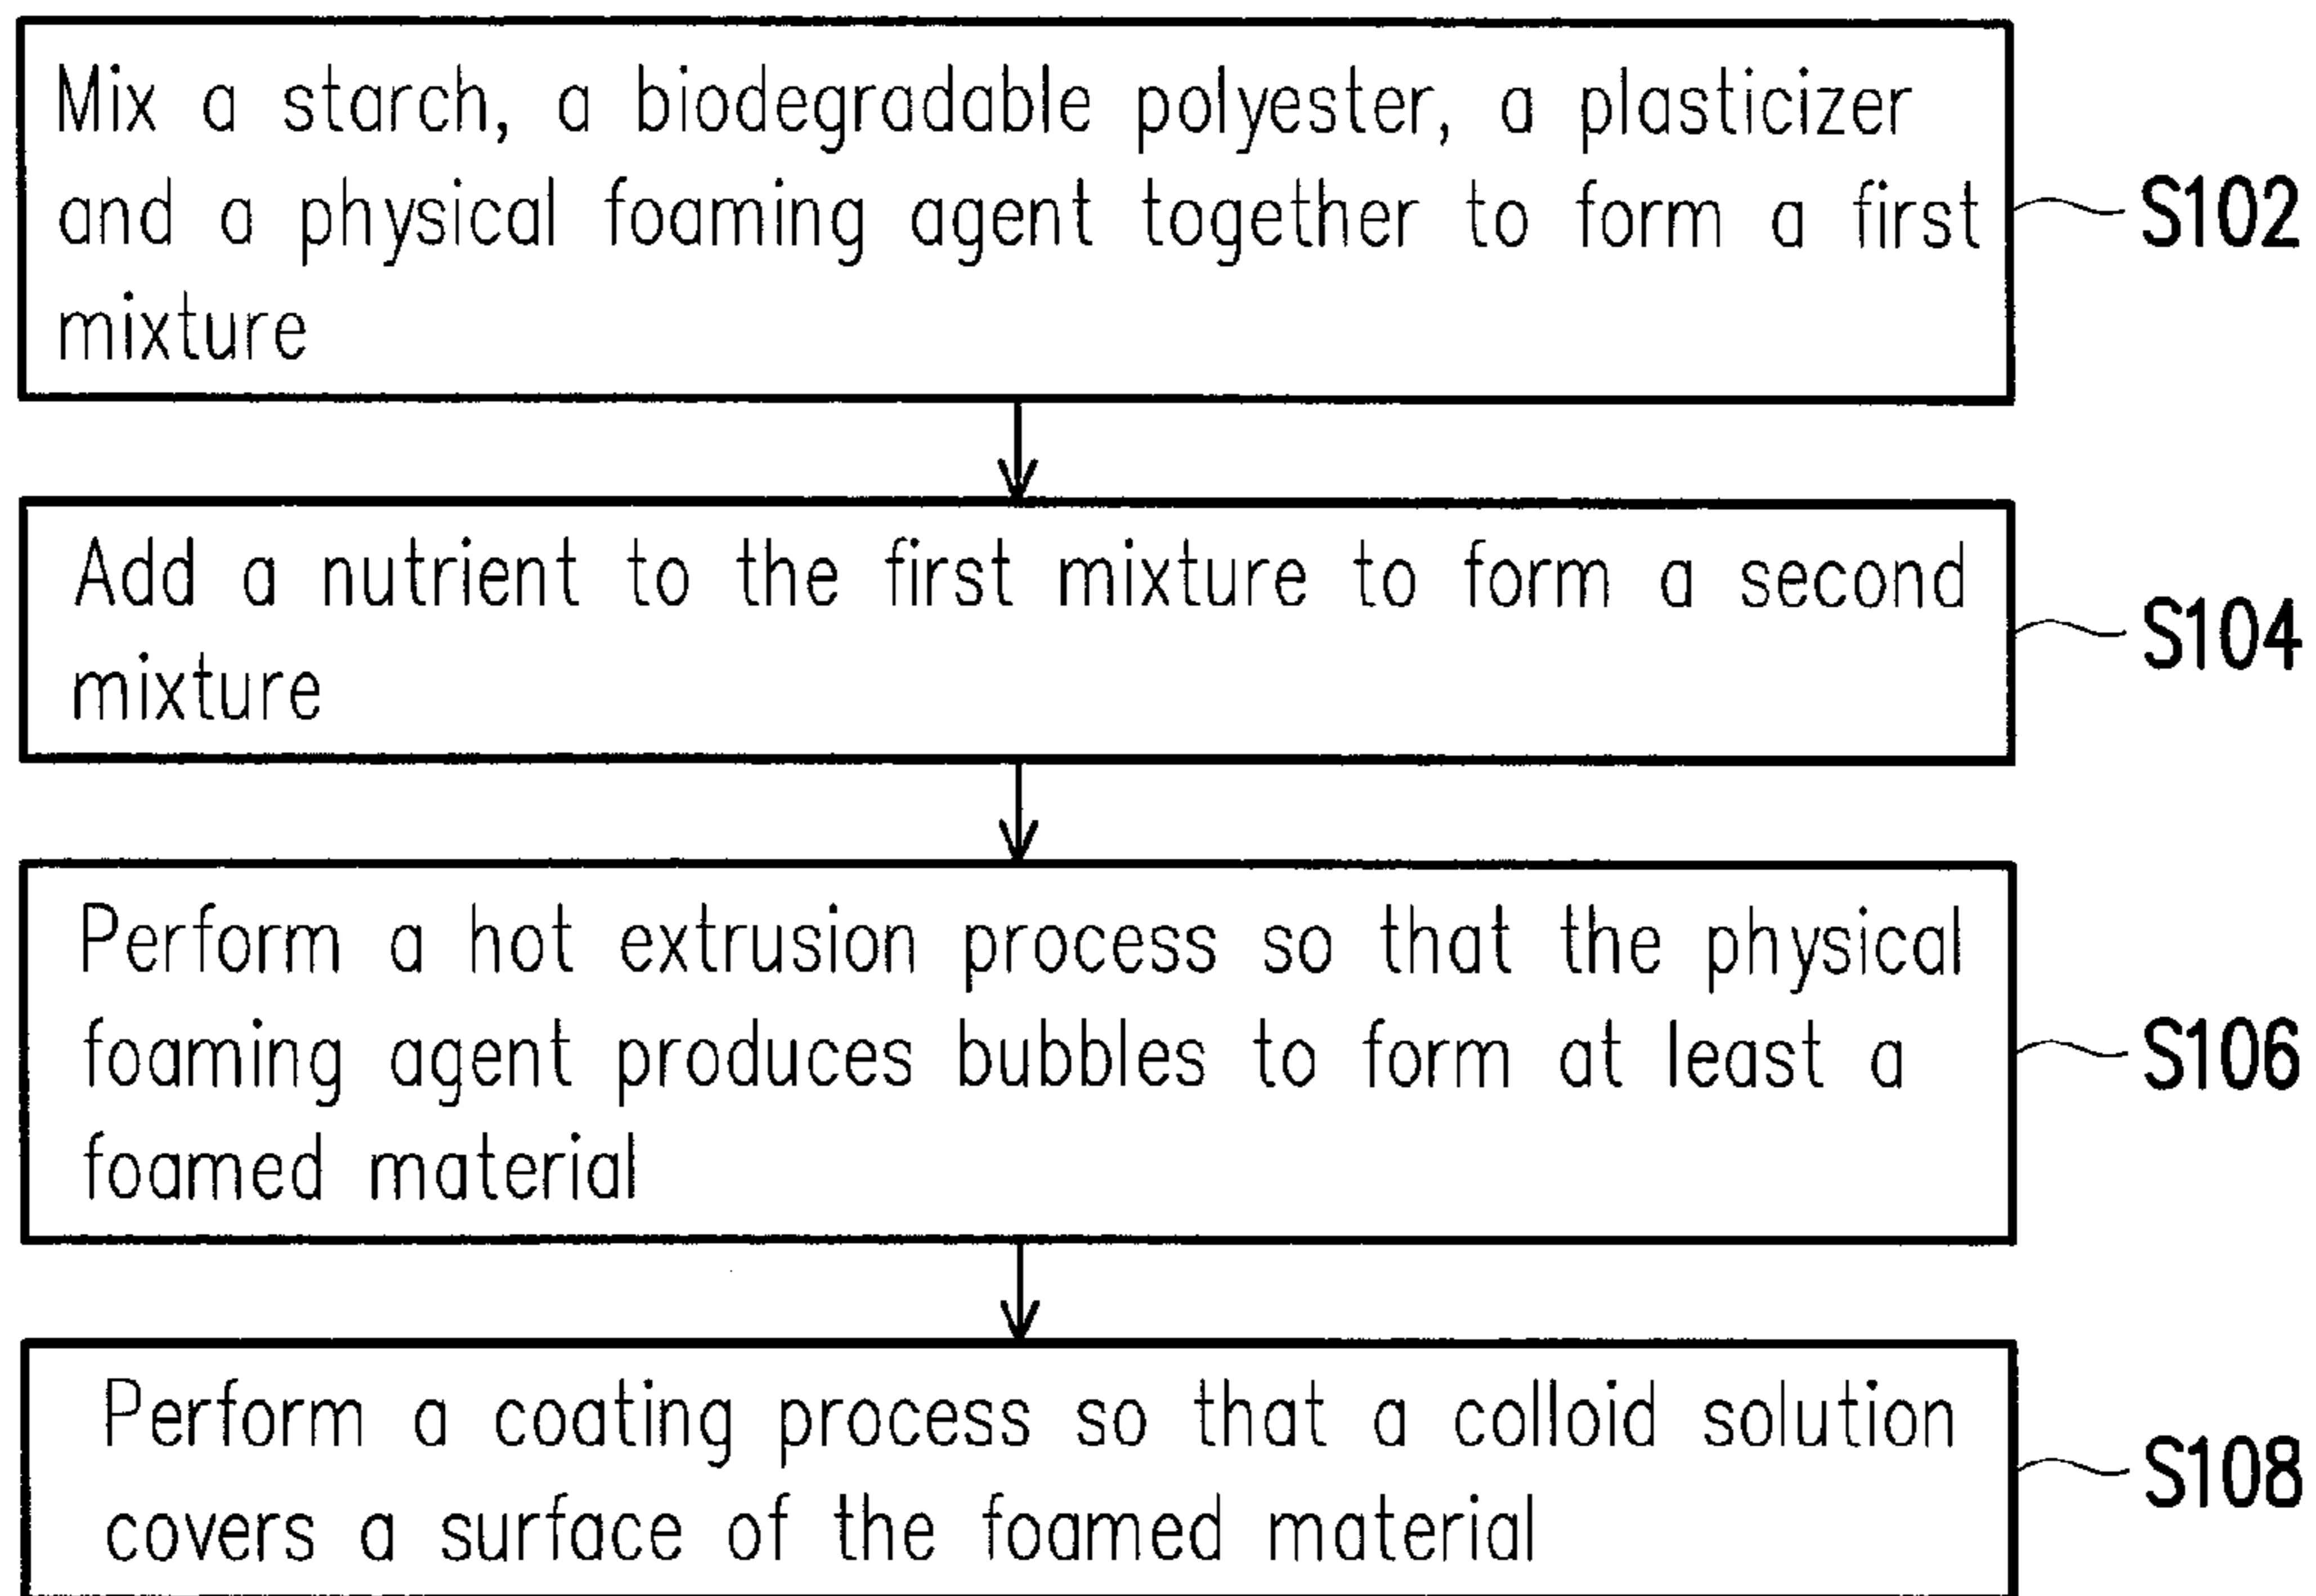 Mix a starch, a biodegradable polyester, a plasticizer
and a physical foaming agent together to form a first
mixture
S102
Add a nutrient to the first mixture to form a second
mixture
S104
Perform a hot extrusion process so that the physical
foaming agent produces bubbles to form at least a
foamed material
S106
Perform a coating process so that a colloid solution
covers a surface of the foamed material
S108